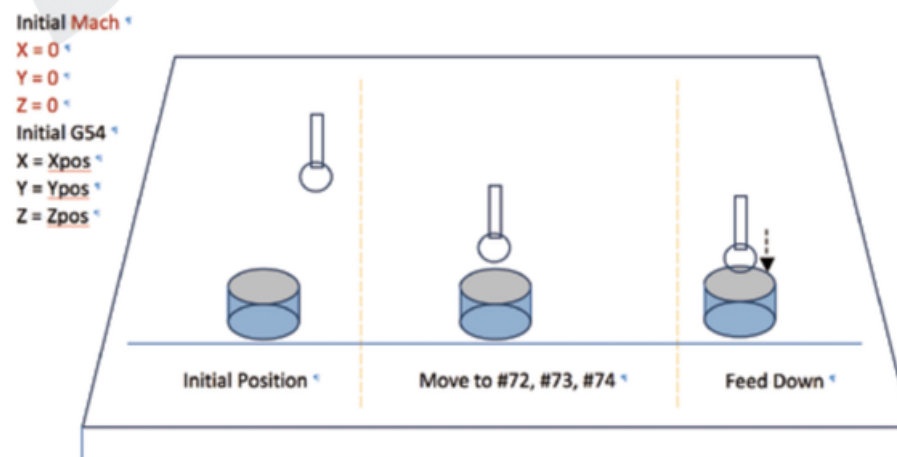 Initial Mach
X = 0
Y = 0
Z = 0
Initial G54
X = Xpos
Y = Ypos
Z = Zpos
Initial Position
Move to #72, #73, #74
Feed Down